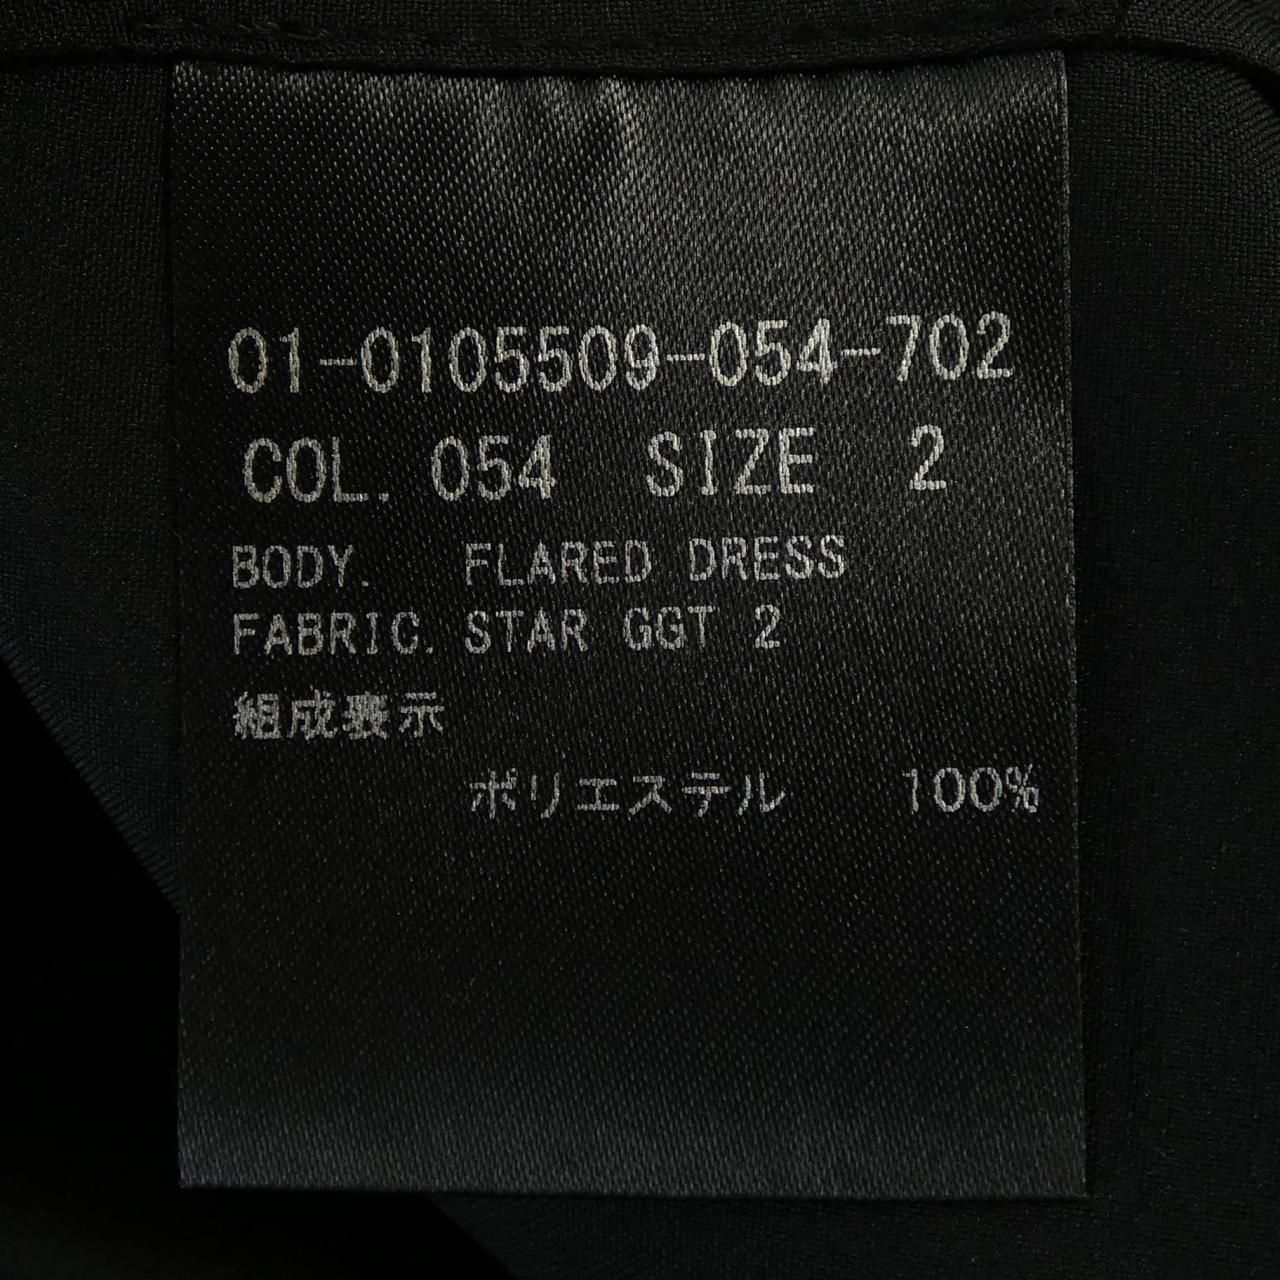 01-0105509-054-702
COL. 054 SIZE 2
BODY. FLARED DRESS
FABRIC. STAR GGT 2
組成表示
ポリエステル 100%